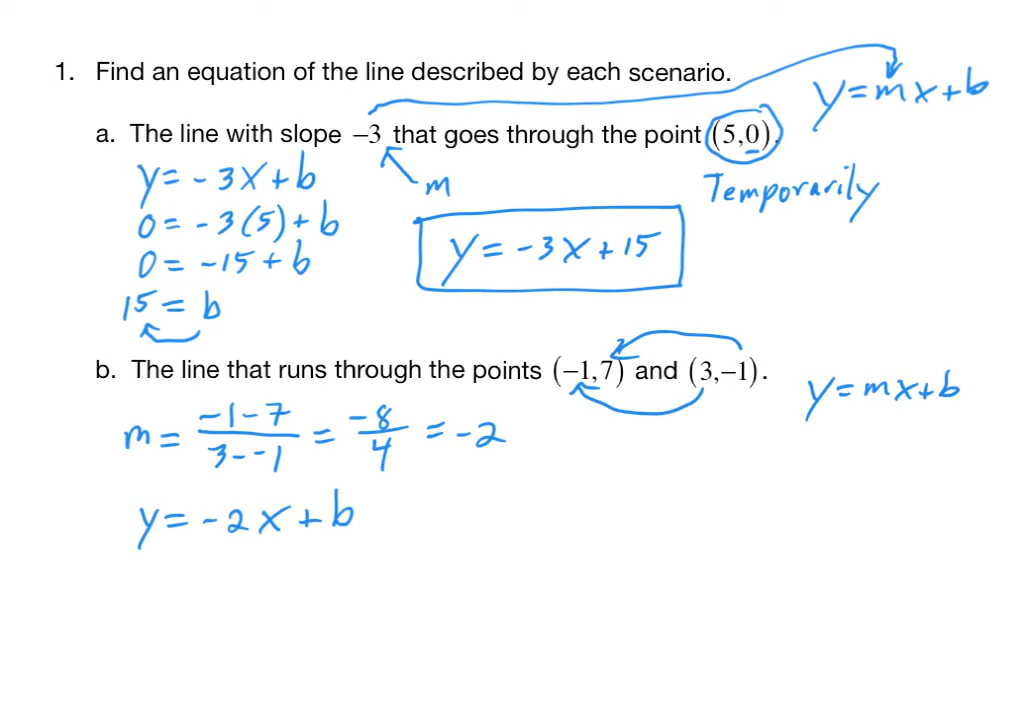 1. Find an equation of the line described by each scenario.
y=mx+b
a. The line with slope −3 that goes through the point (5,0).
y=-3x+b
m
Temporarily
0=-3(5)+b
y=-3x+15
0=-15+b
15=b
b. The line that runs through the points (−1,7) and (3,−1).
y=mx+b
m = \frac{-1-7}{3--1} = \frac{-8}{4} = -2
y=-2x+b